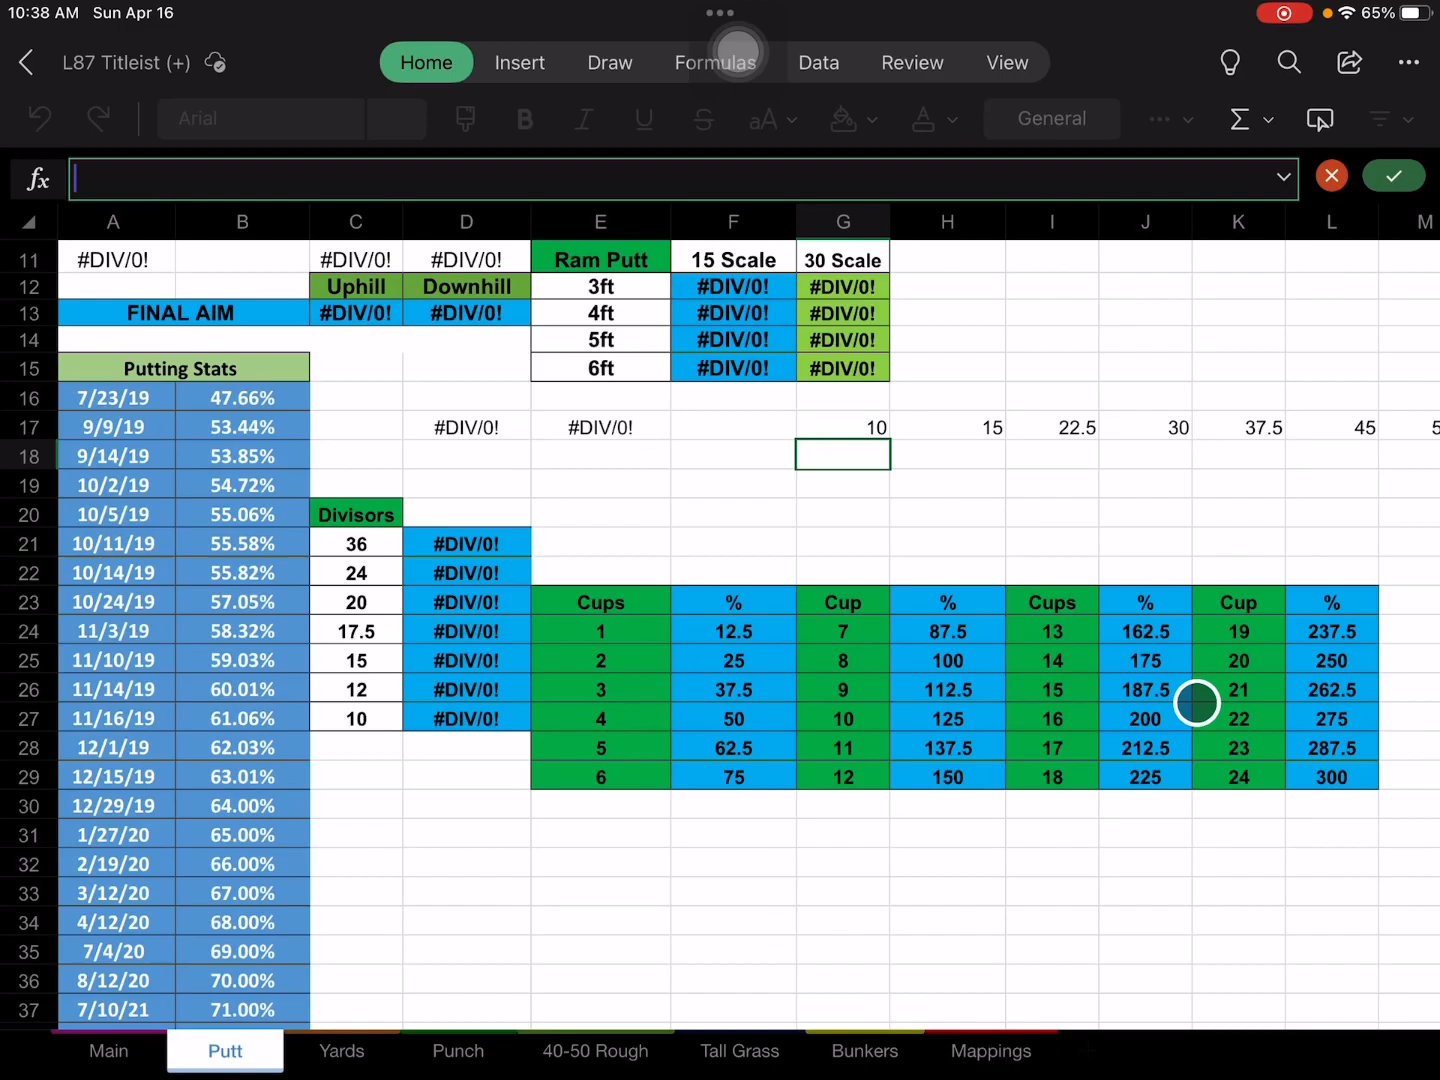 10:38 AM Sun Apr 16 65%
L87 Titleist (+) Home Insert Draw Formulas Data Review View
Arial B I U S aA A General Σ
fx
A B C D E F G H I J K L M
11 #DIV/0! #DIV/0! #DIV/0! Ram Putt 15 Scale 30 Scale
12 Uphill Downhill 3ft #DIV/0! #DIV/0!
13 FINAL AIM #DIV/0! #DIV/0! 4ft #DIV/0! #DIV/0!
14 5ft #DIV/0! #DIV/0!
15 Putting Stats 6ft #DIV/0! #DIV/0!
16 7/23/19 47.66%
17 9/9/19 53.44% #DIV/0! #DIV/0! 10 15 22.5 30 37.5 45 5
18 9/14/19 53.85%
19 10/2/19 54.72%
20 10/5/19 55.06% Divisors
21 10/11/19 55.58% 36 #DIV/0!
22 10/14/19 55.82% 24 #DIV/0!
23 10/24/19 57.05% 20 #DIV/0! Cups % Cup % Cups % Cup %
24 11/3/19 58.32% 17.5 #DIV/0! 1 12.5 7 87.5 13 162.5 19 237.5
25 11/10/19 59.03% 15 #DIV/0! 2 25 8 100 14 175 20 250
26 11/14/19 60.01% 12 #DIV/0! 3 37.5 9 112.5 15 187.5 21 262.5
27 11/16/19 61.06% 10 #DIV/0! 4 50 10 125 16 200 22 275
28 12/1/19 62.03% 5 62.5 11 137.5 17 212.5 23 287.5
29 12/15/19 63.01% 6 75 12 150 18 225 24 300
30 12/29/19 64.00%
31 1/27/20 65.00%
32 2/19/20 66.00%
33 3/12/20 67.00%
34 4/12/20 68.00%
35 7/4/20 69.00%
36 8/12/20 70.00%
37 7/10/21 71.00%
Main Putt Yards Punch 40-50 Rough Tall Grass Bunkers Mappings